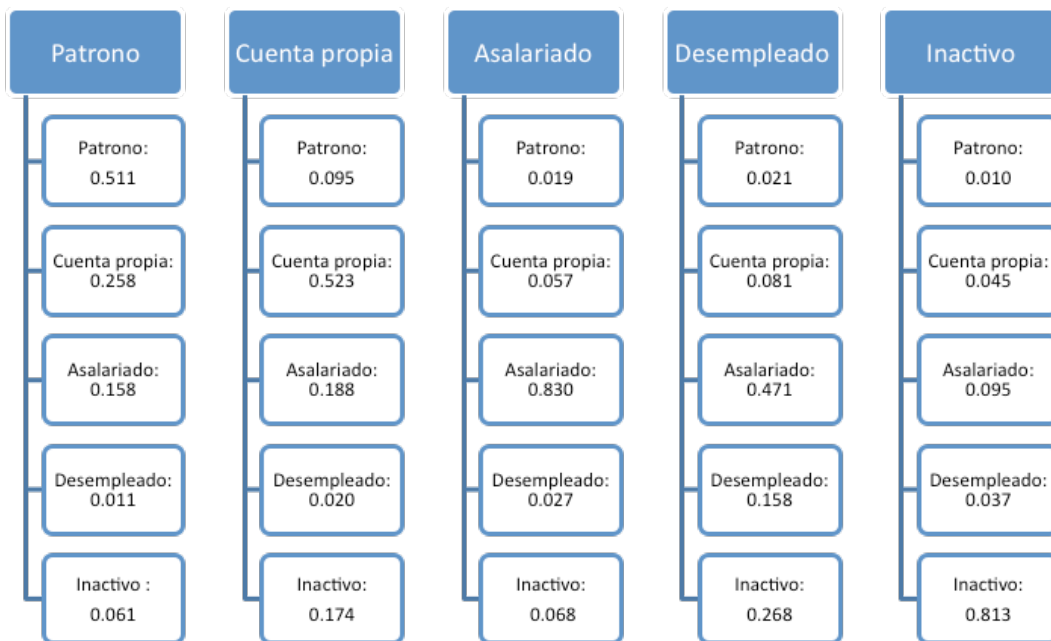 Patrono
Patrono:
0.511
Cuenta propia:
0.258
Asalariado:
0.158
Desempleado:
0.011
Inactivo :
0.061
Cuenta propia
Patrono:
0.095
Cuenta propia:
0.523
Asalariado:
0.188
Desempleado:
0.020
Inactivo:
0.174
Asalariado
Patrono:
0.019
Cuenta propia:
0.057
Asalariado:
0.830
Desempleado:
0.027
Inactivo:
0.068
Desempleado
Patrono:
0.021
Cuenta propia:
0.081
Asalariado:
0.471
Desempleado:
0.158
Inactivo:
0.268
Inactivo
Patrono:
0.010
Cuenta propia:
0.045
Asalariado:
0.095
Desempleado:
0.037
Inactivo:
0.813